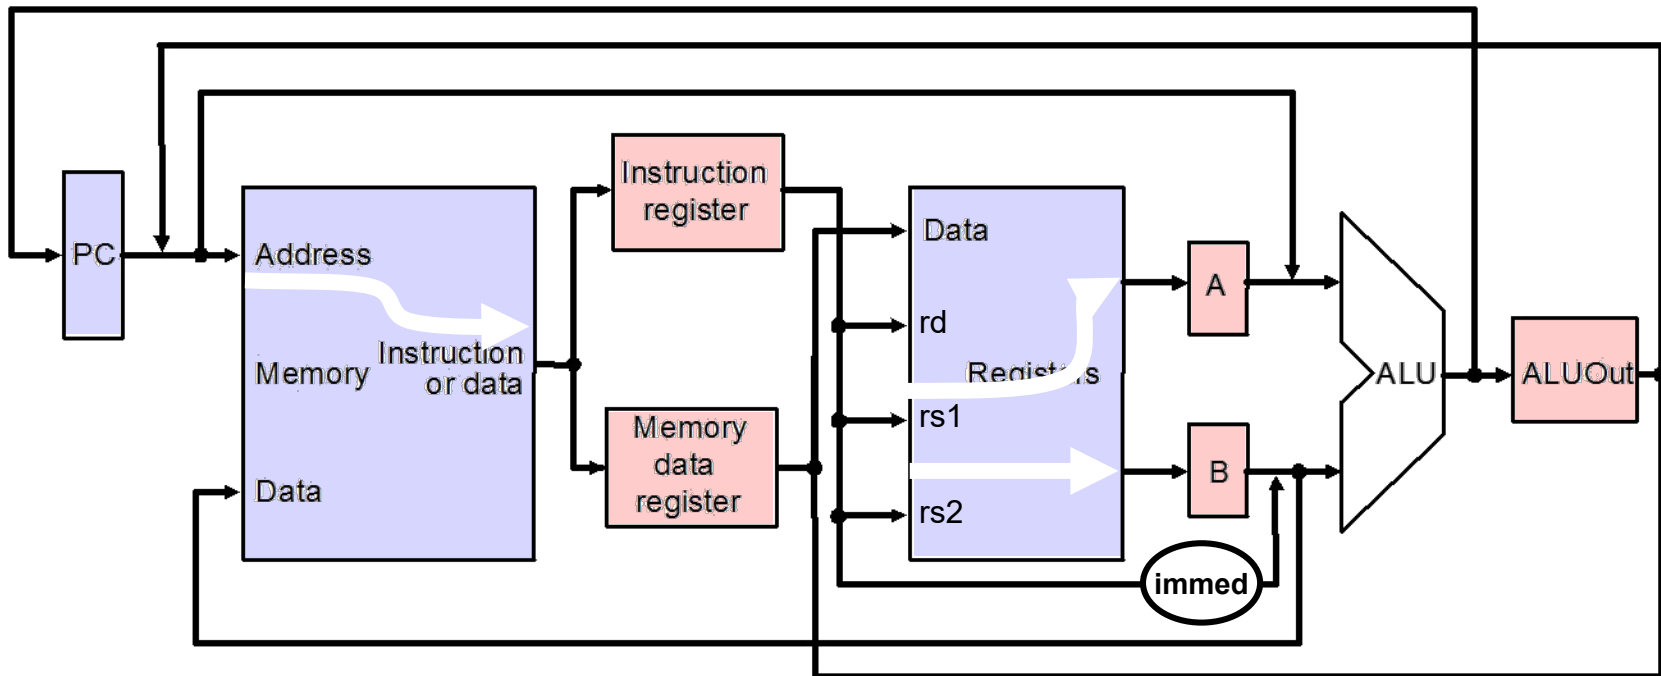 PC
Address
Memory
Instruction
or data
Data
Instruction
register
Memory
data
register
Data
rd
Registers
rs1
rs2
A
B
immed
ALU
ALUOut